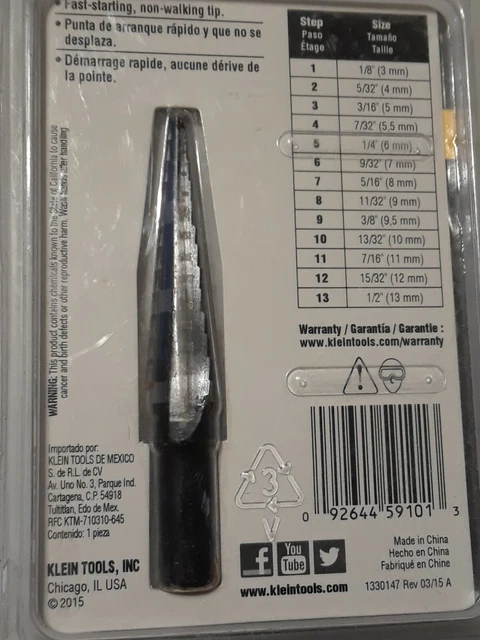 • Fast-starting, non-walking tip.
• Punta de arranque rápido y que no se
desplaza.
• Démarrage rapide, aucune dérive de
la pointe.
Step Size
Paso Tamaño
Étage Taille
1 1/8" (3 mm)
2 5/32" (4 mm)
3 3/16" (5 mm)
4 7/32" (5,5 mm)
5 1/4" (6 mm)
6 9/32" (7 mm)
7 5/16" (8 mm)
8 11/32" (9 mm)
9 3/8" (9,5 mm)
10 13/32" (10 mm)
11 7/16" (11 mm)
12 15/32" (12 mm)
13 1/2" (13 mm)
Warranty / Garantía / Garantie :
www.kleintools.com/warranty
WARNING: This product contains chemicals known to the State of California to cause
cancer and birth defects or other reproductive harm. Wash hands after handling
Importado por:
KLEIN TOOLS DE MEXICO
S. de R.L. de CV
Av. Uno No. 3, Parque Ind.
Cartagena, C.P. 54918
Tultitlan, Edo de Mex.
RFC KTM-710310-645
Contenido: 1 pieza
KLEIN TOOLS, INC
Chicago, IL USA
© 2015
3
V
0 92644 59101 3
f You Tube
www.kleintools.com
Made in China
Hecho en China
Fabriqué en Chine
1330147 Rev 03/15 A